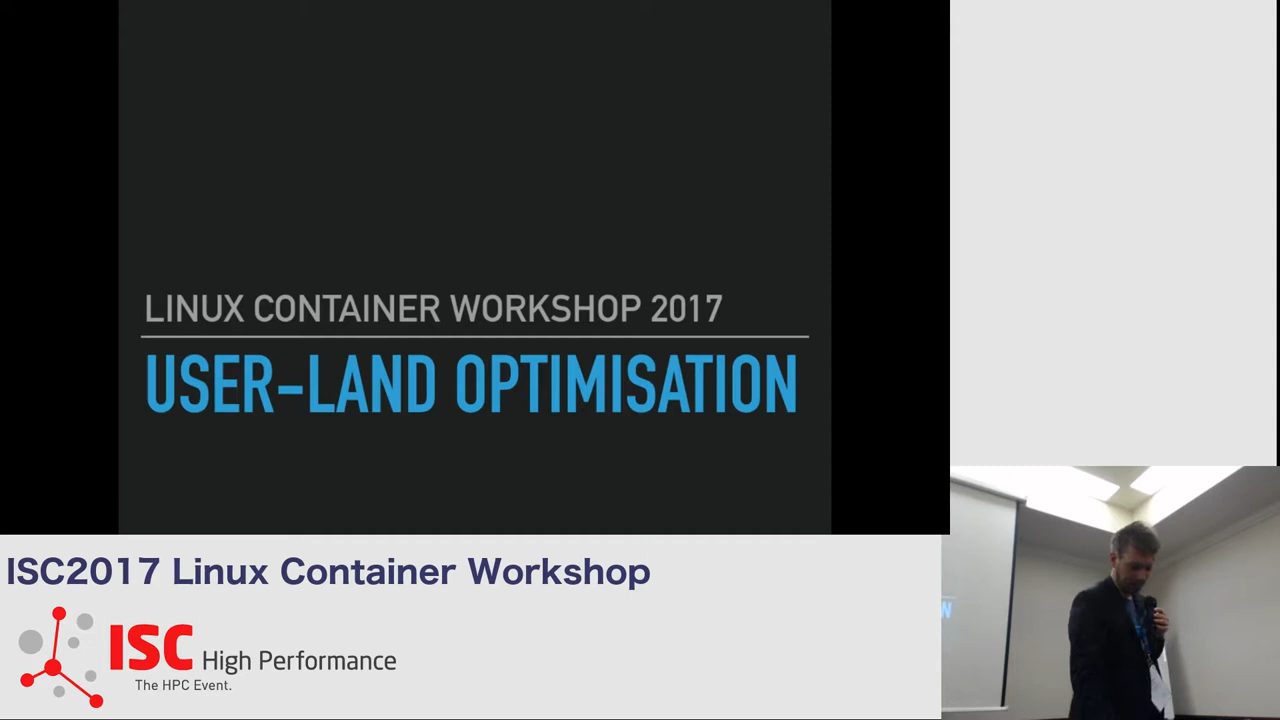 LINUX CONTAINER WORKSHOP 2017
USER-LAND OPTIMISATION
ISC2017 Linux Container Workshop
ISC High Performance
The HPC Event.